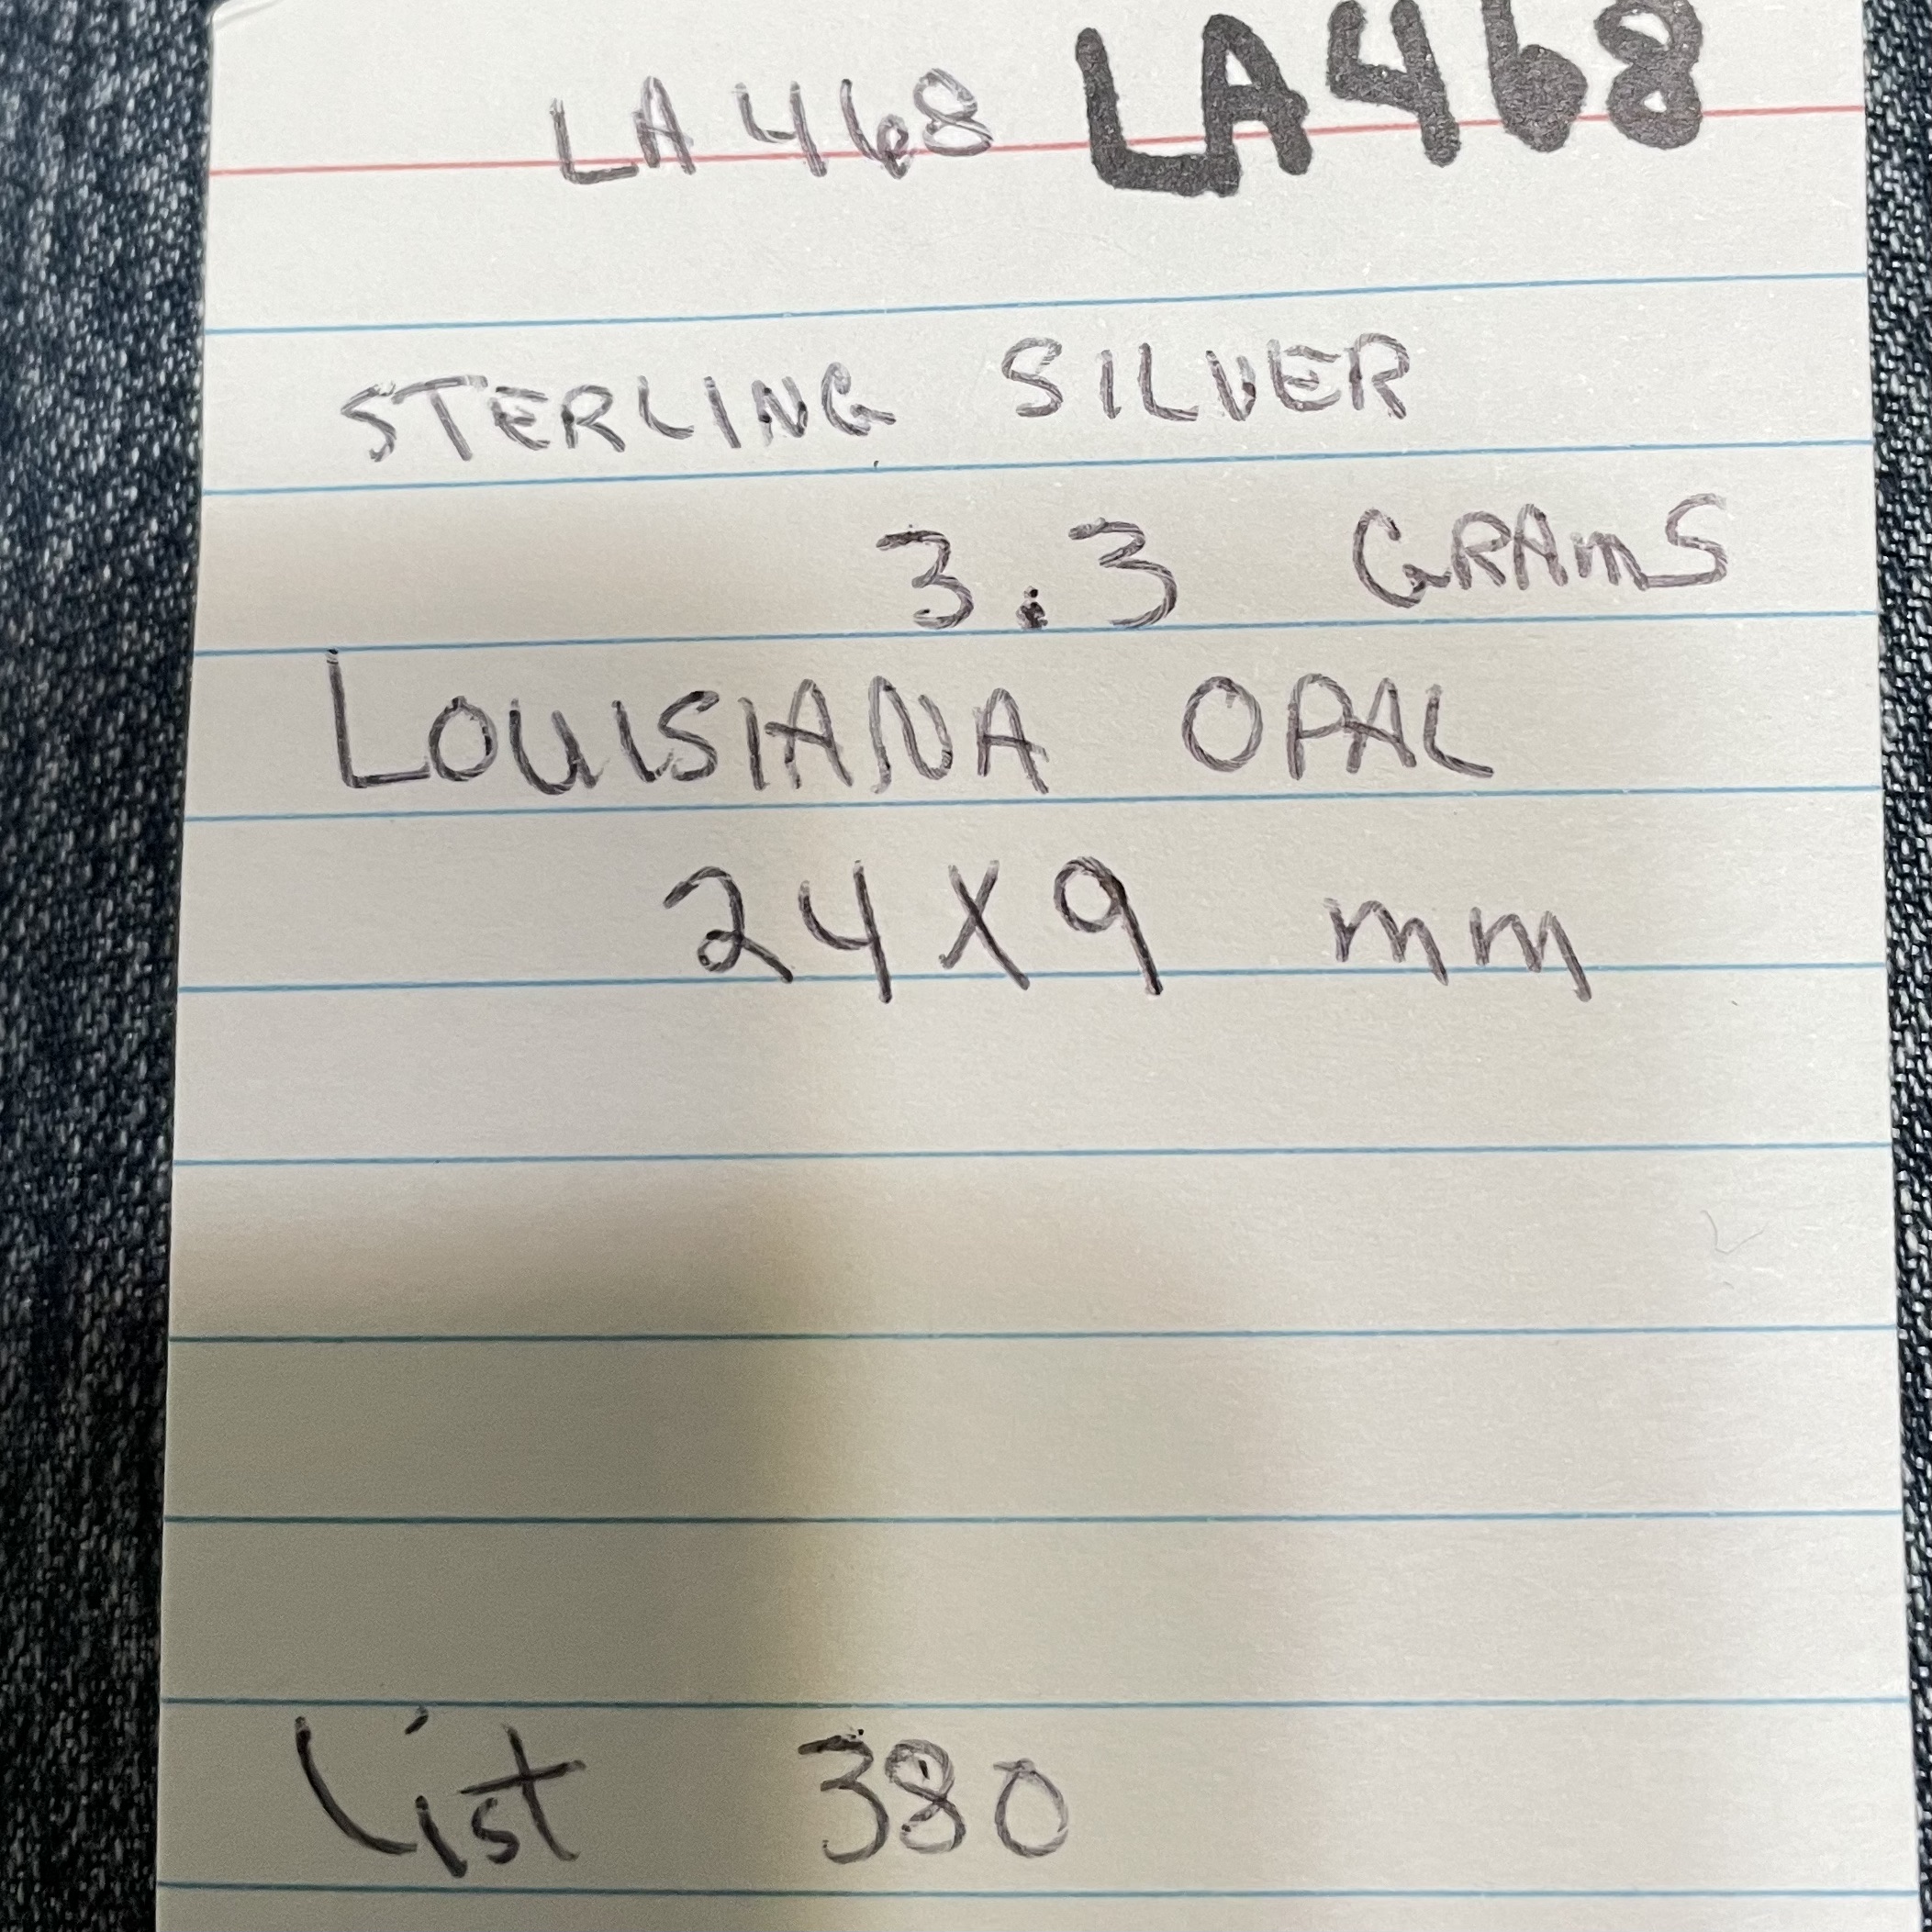 LA468 LA468
STERLING SILVER
3.3 GRAmS
LOUISIANA OPAL
24X9 mm
List 380